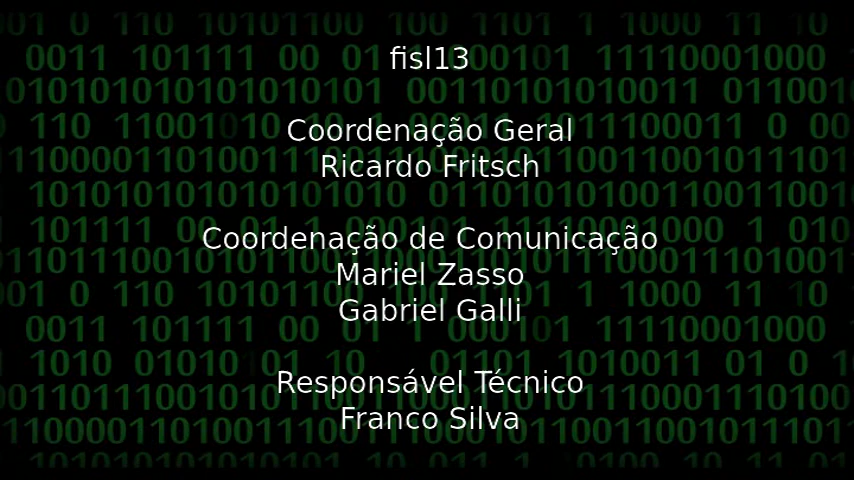 fisl13
Coordenação Geral
Ricardo Fritsch
Coordenação de Comunicação
Mariel Zasso
Gabriel Galli
Responsável Técnico
Franco Silva